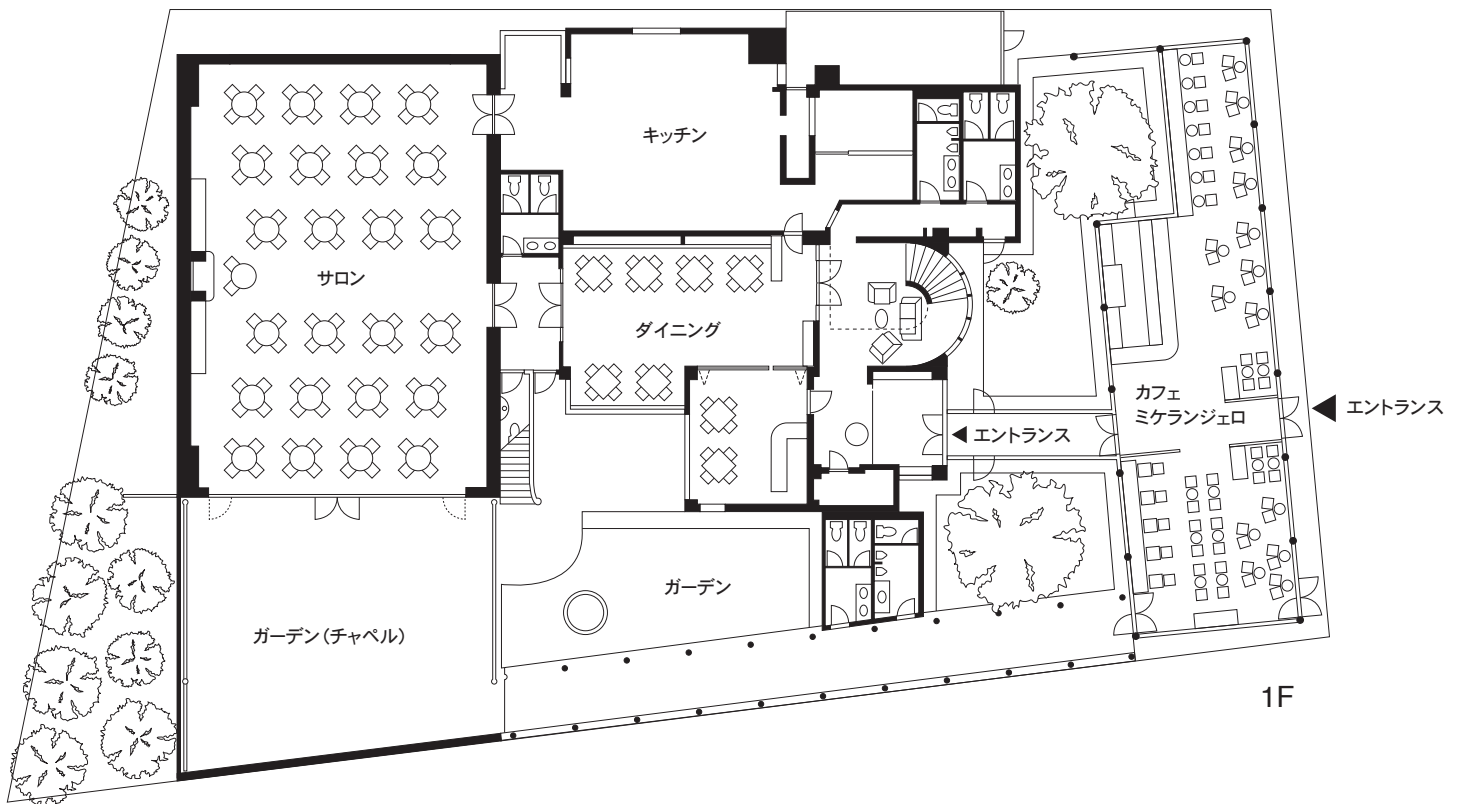 キッチン
サロン
ダイニング
カフェ
ミケランジェロ
エントランス
エントランス
ガーデン
ガーデン（チャペル）
1F